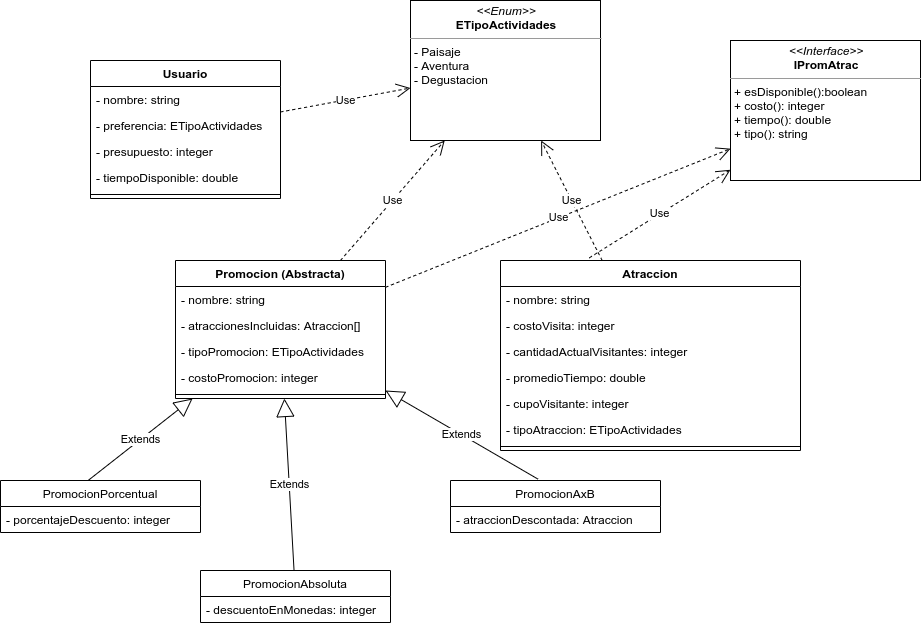 <<Enum>>
ETipoActividades
- Paisaje
- Aventura
- Degustacion
<<Interface>>
IPromAtrac
+ esDisponible():boolean
+ costo(): integer
+ tiempo(): double
+ tipo(): string
Usuario
- nombre: string
- preferencia: ETipoActividades
- presupuesto: integer
- tiempoDisponible: double
Use
Use
Use
Use
Use
Promocion (Abstracta)
- nombre: string
- atraccionesIncluidas: Atraccion[]
- tipoPromocion: ETipoActividades
- costoPromocion: integer
Atraccion
- nombre: string
- costoVisita: integer
- cantidadActualVisitantes: integer
- promedioTiempo: double
- cupoVisitante: integer
- tipoAtraccion: ETipoActividades
Extends
Extends
Extends
PromocionPorcentual
- porcentajeDescuento: integer
PromocionAxB
- atraccionDescontada: Atraccion
PromocionAbsoluta
- descuentoEnMonedas: integer